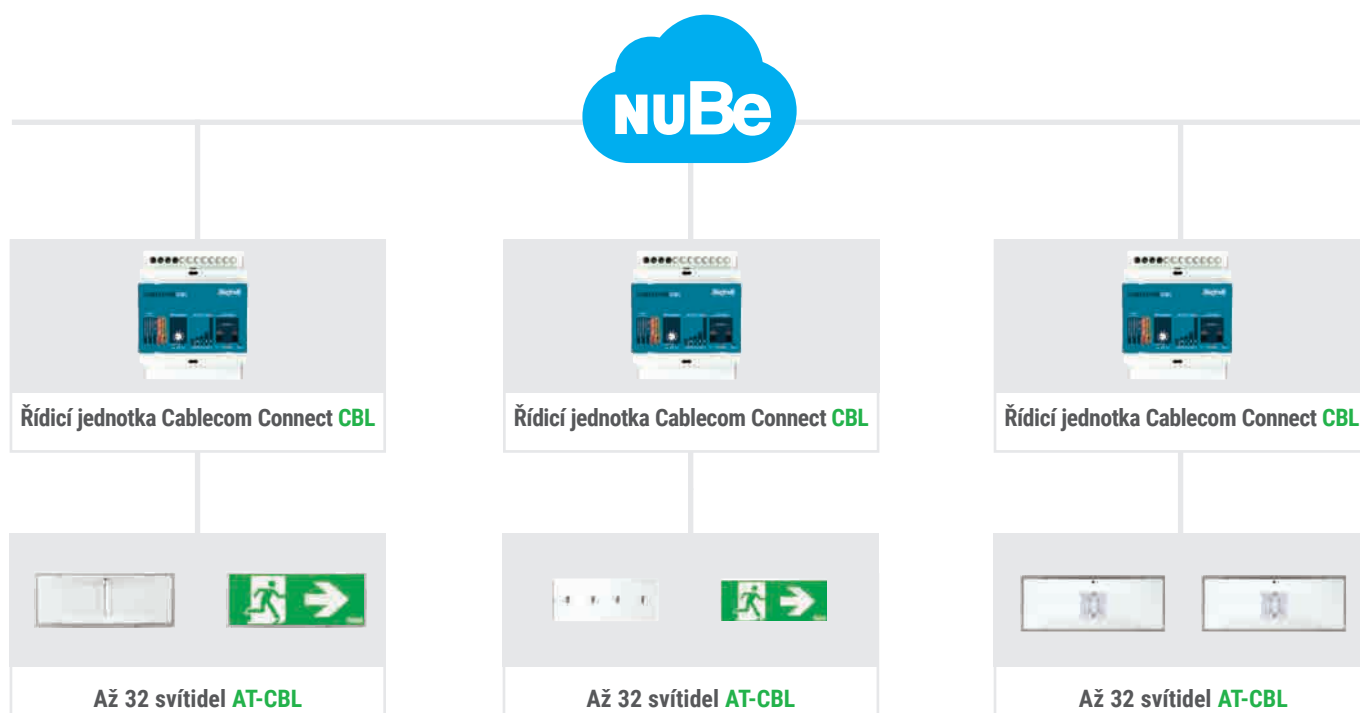 NUBe
Řídicí jednotka Cablecom Connect CBL
Řídicí jednotka Cablecom Connect CBL
Řídicí jednotka Cablecom Connect CBL
Až 32 svítidel AT-CBL
Až 32 svítidel AT-CBL
Až 32 svítidel AT-CBL